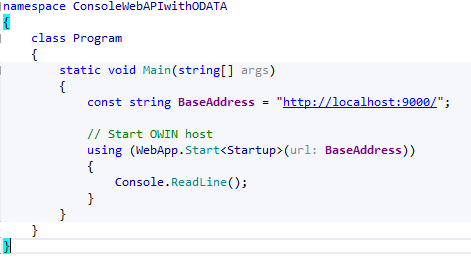 namespace ConsoleWebAPIwithODATA
{
    class Program
    {
        static void Main(string[] args)
        {
            const string BaseAddress = "http://localhost:9000/";

            // Start OWIN host
            using (WebApp.Start<Startup>(url: BaseAddress))
            {
                Console.ReadLine();
            }
        }
    }
}